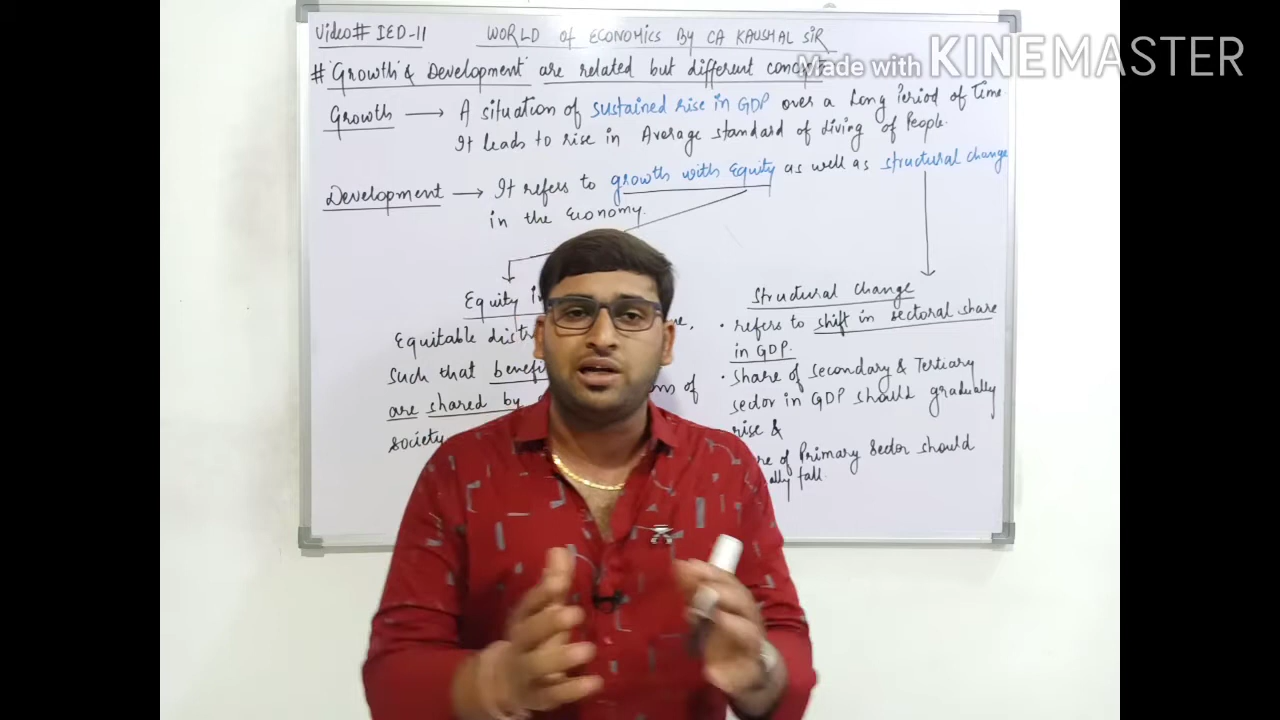 Video# IED-11 WORLD of ECONOMICS BY CA KAUSHAL SIR
Made with KINEMASTER
# 'Growth' & 'Development' are related but different concepts
Growth → A situation of sustained rise in GDP over a Long Period of Time.
It leads to rise in Average standard of Living of People.
Development → It refers to growth with Equity as well as structural change
in the Economy.
Equity
Equitable
such that
are shared by
society
Structural change
• refers to shift in sectoral share
in GDP.
• Share of Secondary & Tertiary
sector in GDP should gradually
rise &
of Primary Sector should
fall.